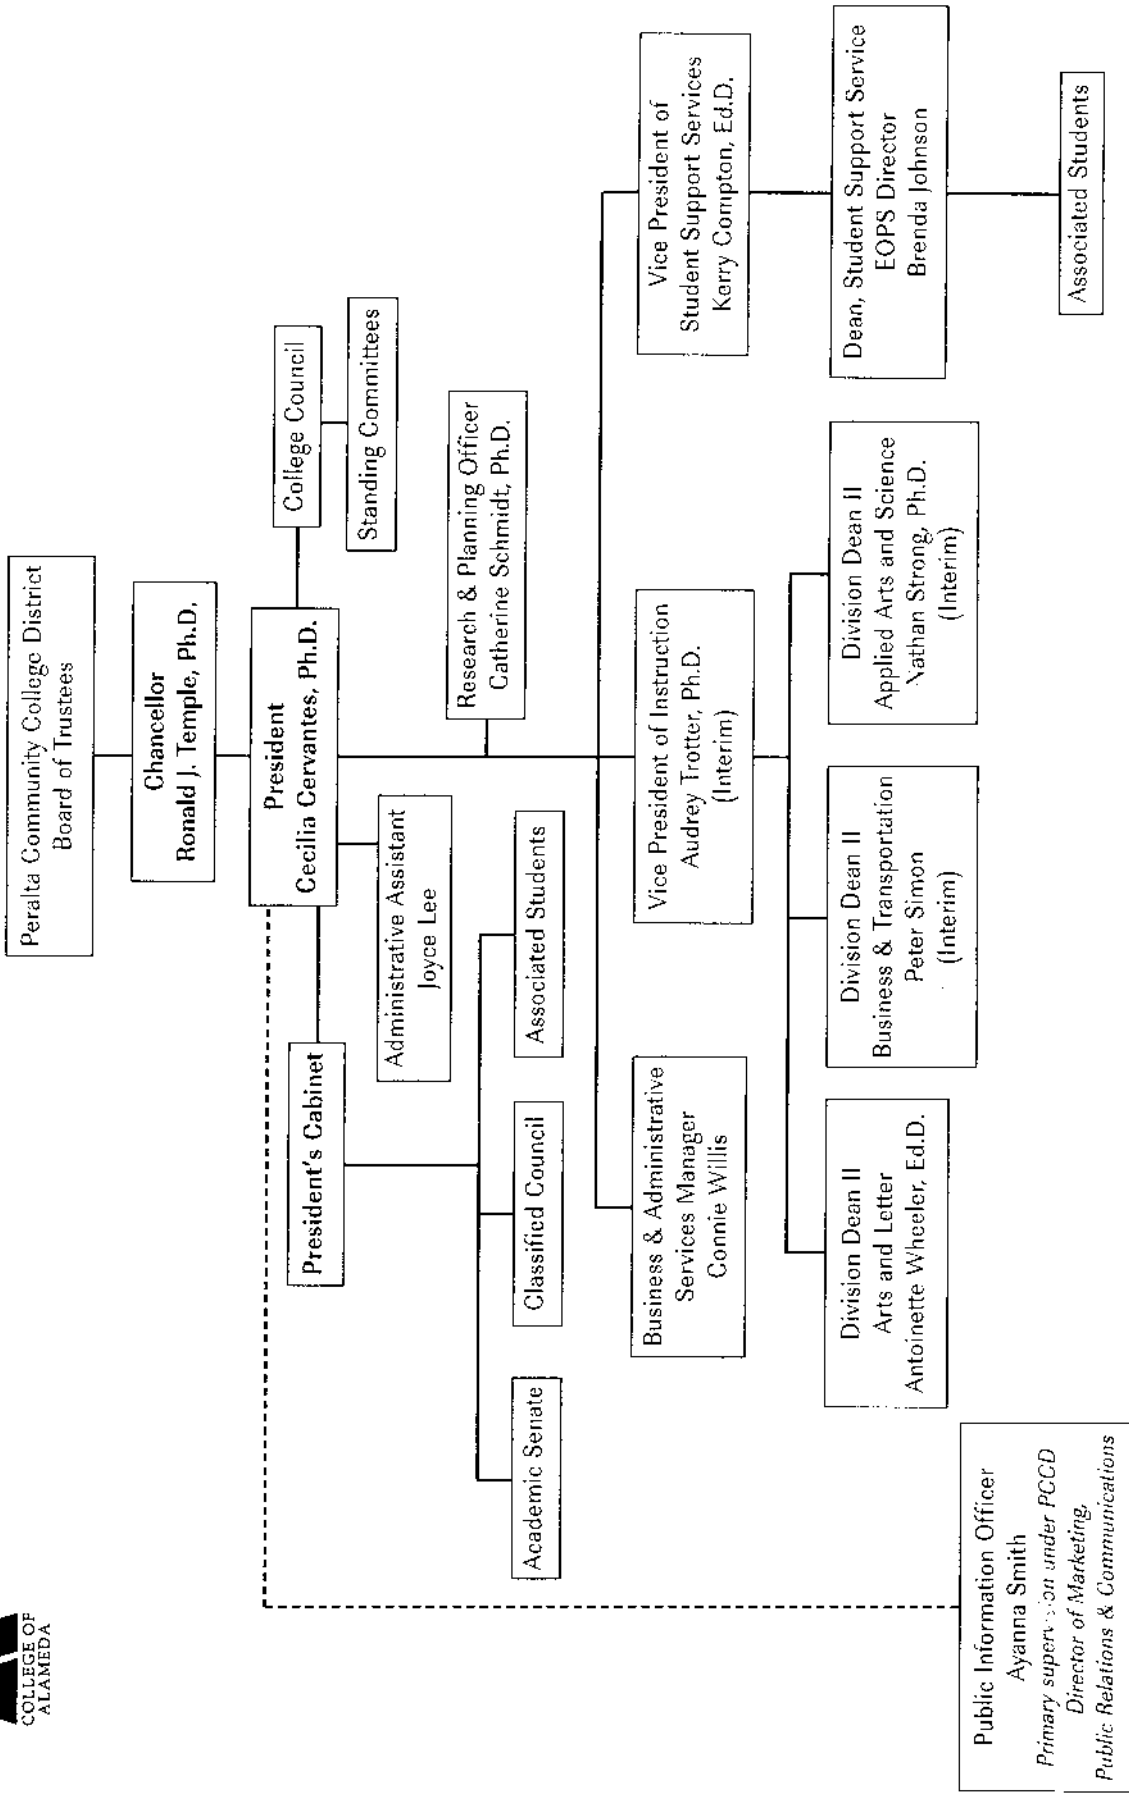 COLLEGE OF
ALAMEDA
Peralta Community College District
Board of Trustees
Chancellor
Ronald J. Temple, Ph.D.
President
Cecilia Cervantes, Ph.D.
College Council
Standing Committees
President's Cabinet
Administrative Assistant
Joyce Lee
Research & Planning Officer
Catherine Schmidt, Ph.D.
Academic Senate
Classified Council
Associated Students
Business & Administrative
Services Manager
Connie Willis
Vice President of Instruction
Audrey Trotter, Ph.D.
(Interim)
Vice President of
Student Support Services
Kerry Compton, Ed.D.
Division Dean II
Arts and Letter
Antoinette Wheeler, Ed.D.
Division Dean II
Business & Transportation
Peter Simon
(Interim)
Division Dean II
Applied Arts and Science
Nathan Strong, Ph.D.
(Interim)
Dean, Student Support Service
EOPS Director
Brenda Johnson
Associated Students
Public Information Officer
Ayanna Smith
Primary supervision under PCCD
Director of Marketing,
Public Relations & Communications